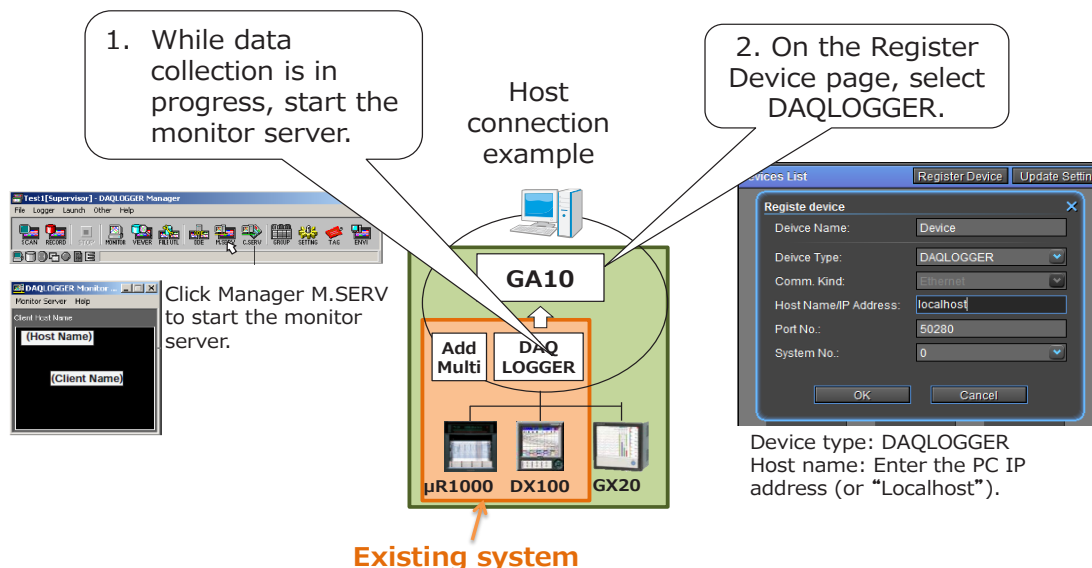 1. While data
collection is in
progress, start the
monitor server.
2. On the Register
Device page, select
DAQLOGGER.
Host
connection
example
Test1[Supervisor] - DAQLOGGER Manager
File Logger Launch Other Help
SCAN RECORD STOP MONITOR VIEWER FILE UTL IDE M.SERV C.SERV GROUP SETTING TAG ENVI
DAQLOGGER Monitor ...
Monitor Server Help
Client Host Name
(Host Name)
(Client Name)
Click Manager M.SERV
to start the monitor
server.
GA10
Add
Multi
DAQ
LOGGER
µR1000 DX100 GX20
Existing system
vices List Register Device Update Settin
Registe device
Deivce Name: Device
Deivce Type: DAQLOGGER
Comm. Kind: Ethernet
Host Name/IP Address: localhost
Port No.: 50280
System No.: 0
OK Cancel
Device type: DAQLOGGER
Host name: Enter the PC IP
address (or “Localhost”).